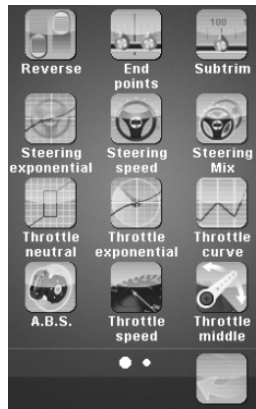 Reverse
End
points
Subtrim
100
Steering
exponential
Steering
speed
Steering
Mix
Throttle
neutral
Throttle
exponential
Throttle
curve
A.B.S.
Throttle
speed
Throttle
middle